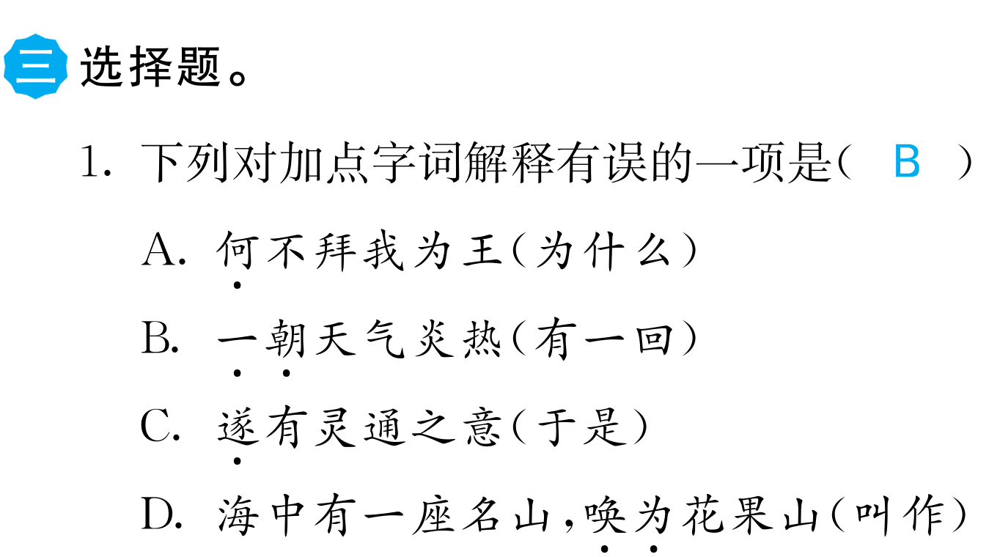 三 选择题。
1. 下列对加点字词解释有误的一项是( B )
A. 何不拜我为王(为什么)
B. 一朝天气炎热(有一回)
C. 遂有灵通之意(于是)
D. 海中有一座名山,唤为花果山(叫作)